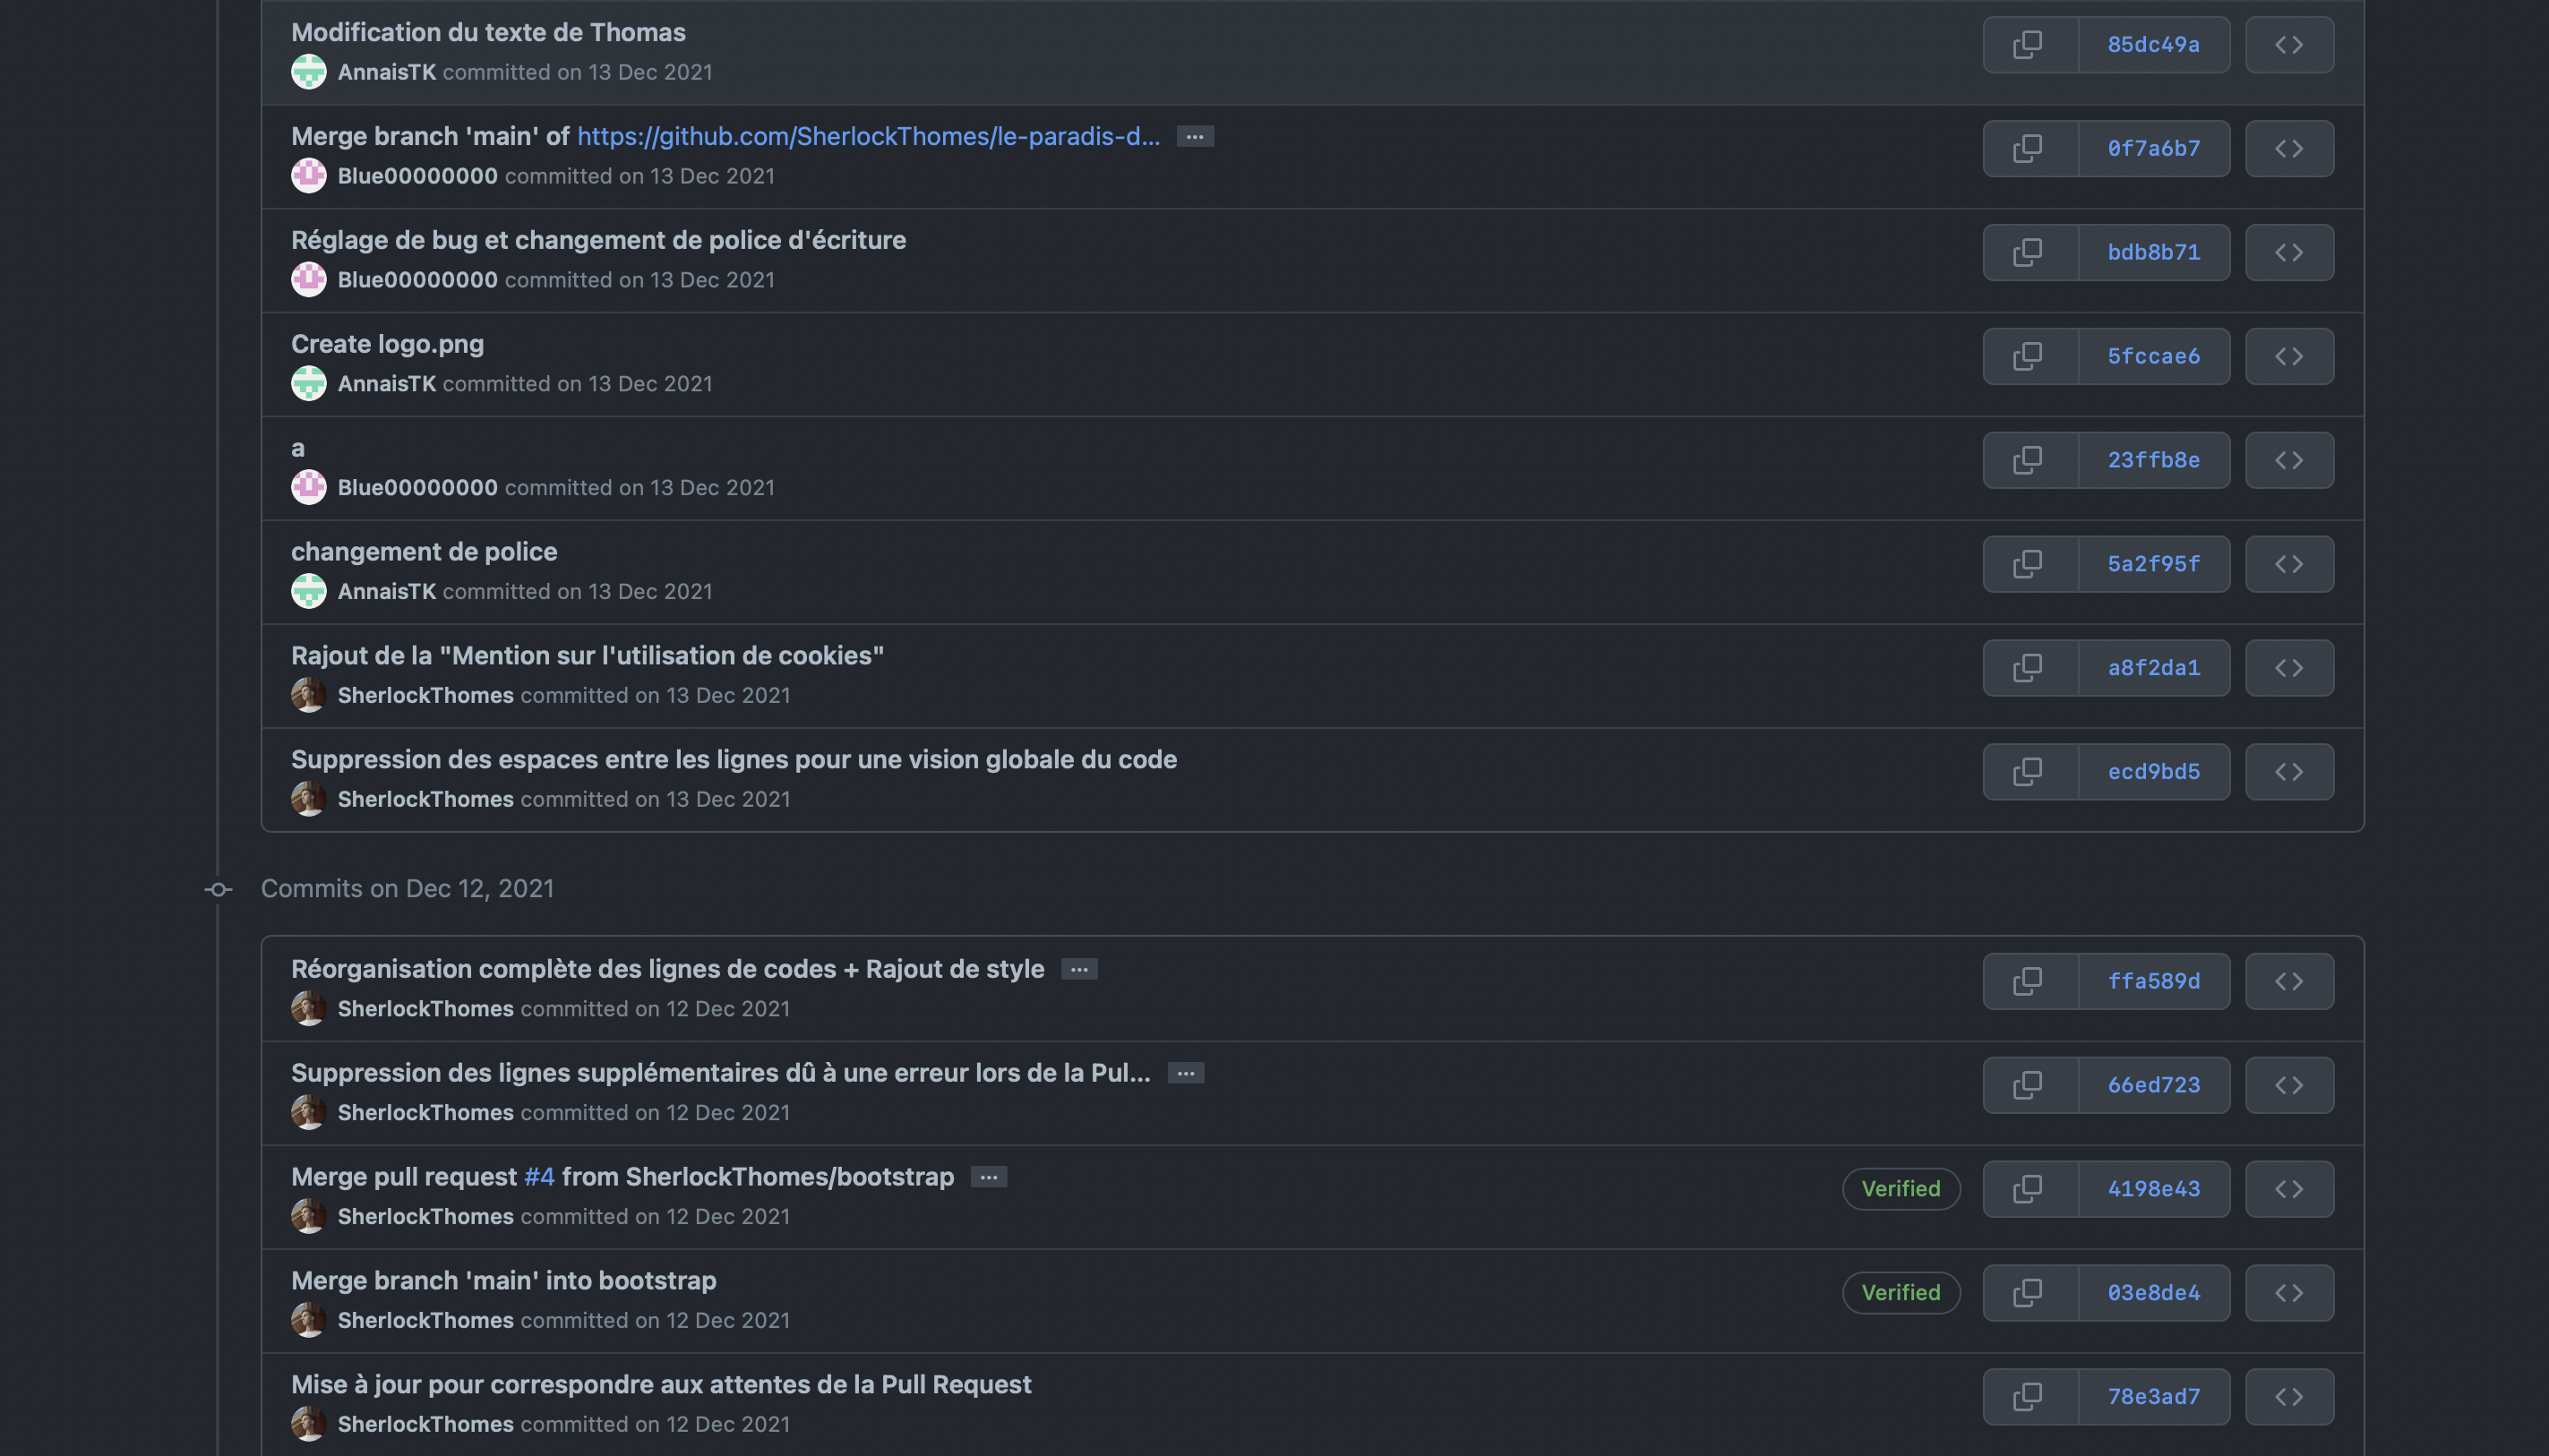 Modification du texte de Thomas
85dc49a
AnnaisTK committed on 13 Dec 2021
Merge branch 'main' of https://github.com/SherlockThomes/le-paradis-d... ...
0f7a6b7
Blue00000000 committed on 13 Dec 2021
Réglage de bug et changement de police d'écriture
bdb8b71
Blue00000000 committed on 13 Dec 2021
Create logo.png
5fccae6
AnnaisTK committed on 13 Dec 2021
a
23ffb8e
Blue00000000 committed on 13 Dec 2021
changement de police
5a2f95f
AnnaisTK committed on 13 Dec 2021
Rajout de la "Mention sur l'utilisation de cookies"
a8f2da1
SherlockThomes committed on 13 Dec 2021
Suppression des espaces entre les lignes pour une vision globale du code
ecd9bd5
SherlockThomes committed on 13 Dec 2021
Commits on Dec 12, 2021
Réorganisation complète des lignes de codes + Rajout de style ...
ffa589d
SherlockThomes committed on 12 Dec 2021
Suppression des lignes supplémentaires dû à une erreur lors de la Pul... ...
66ed723
SherlockThomes committed on 12 Dec 2021
Merge pull request #4 from SherlockThomes/bootstrap ...
Verified 4198e43
SherlockThomes committed on 12 Dec 2021
Merge branch 'main' into bootstrap
Verified 03e8de4
SherlockThomes committed on 12 Dec 2021
Mise à jour pour correspondre aux attentes de la Pull Request
78e3ad7
SherlockThomes committed on 12 Dec 2021